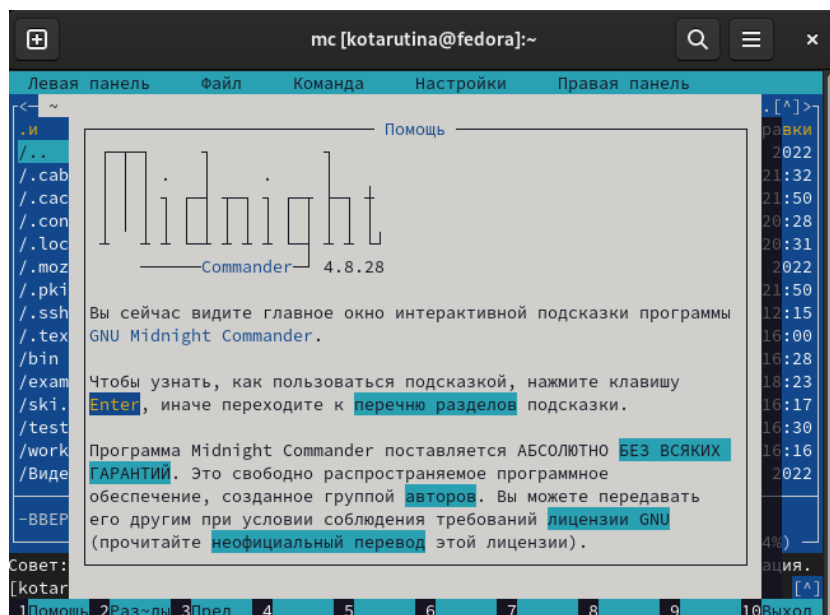 mc [kotarutina@fedora]:~
Левая панель Файл Команда Настройки Правая панель
<— ~ .[^]>
.и Помощь равки
/.. 2022
/.cab 21:32
/.cac 21:50
/.con 20:28
/.loc 20:31
/.moz 2022
/.pki 21:50
/.ssh 12:15
/.tex 16:00
/bin 16:28
/exam 18:23
/ski. 16:17
/test 16:30
/work 16:16
/Виде 2022
Midnight
Commander 4.8.28
Вы сейчас видите главное окно интерактивной подсказки программы
GNU Midnight Commander.
Чтобы узнать, как пользоваться подсказкой, нажмите клавишу
Enter, иначе переходите к перечню разделов подсказки.
Программа Midnight Commander поставляется АБСОЛЮТНО БЕЗ ВСЯКИХ
ГАРАНТИЙ. Это свободно распространяемое программное
обеспечение, созданное группой авторов. Вы можете передавать
его другим при условии соблюдения требований лицензии GNU
(прочитайте неофициальный перевод этой лицензии).
-ВВЕР
4%)
Совет: ация.
[kotar [^]
1Помощь 2Раз~лы 3Пред 4 5 6 7 8 9 10Выход